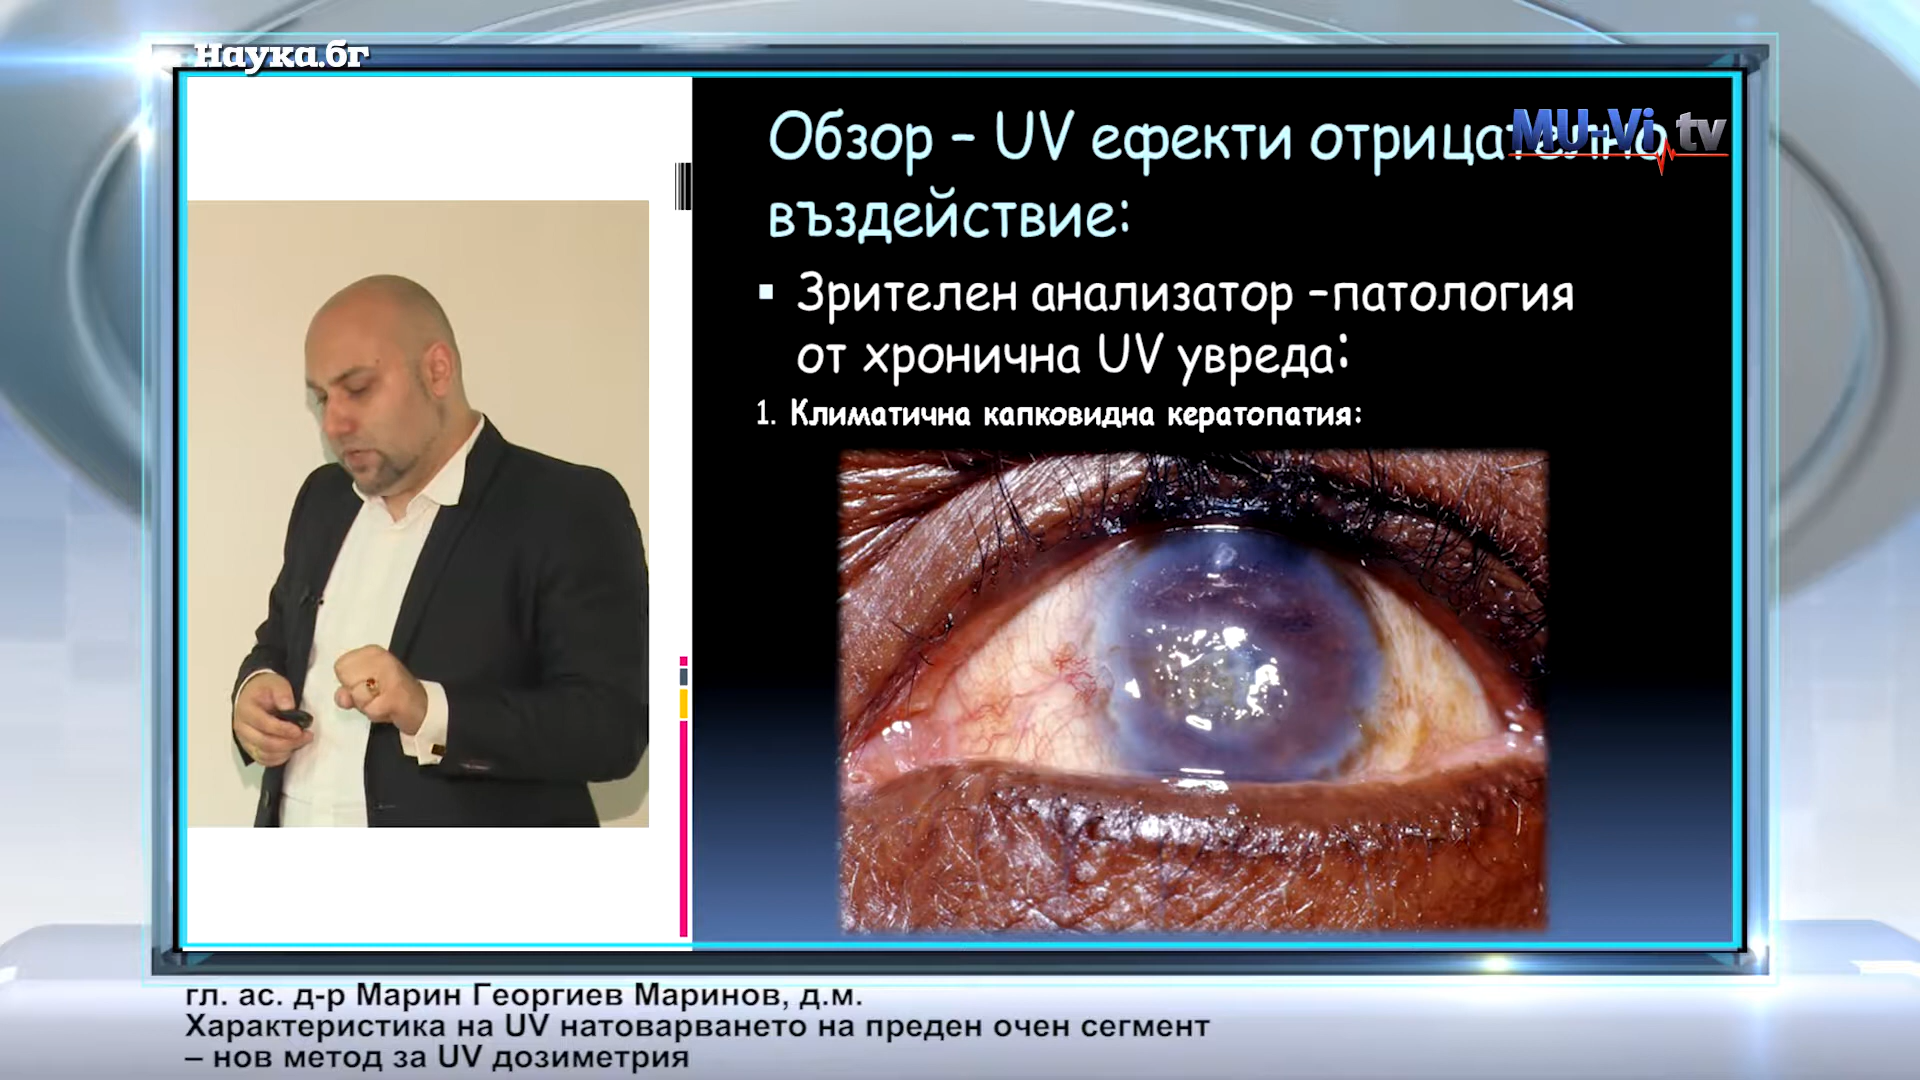 Наука.бг
MU-Vi.tv
Обзор – UV ефекти отрицателно
въздействие:
▪ Зрителен анализатор –патология
от хронична UV увреда:
1. Климатична капковидна кератопатия:
гл. ас. д-р Марин Георгиев Маринов, д.м.
Характеристика на UV натоварването на преден очен сегмент
– нов метод за UV дозиметрия